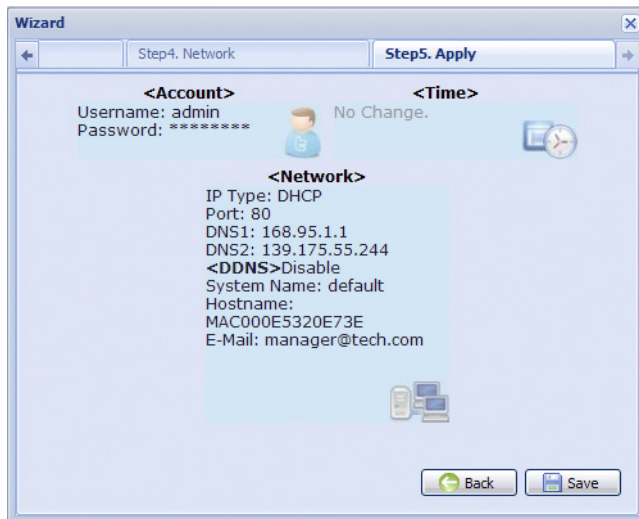 Wizard
Step4. Network
Step5. Apply
<Account>
Username: admin
Password: ********
<Time>
No Change.
<Network>
IP Type: DHCP
Port: 80
DNS1: 168.95.1.1
DNS2: 139.175.55.244
<DDNS>Disable
System Name: default
Hostname:
MAC000E5320E73E
E-Mail: manager@tech.com
Back
Save